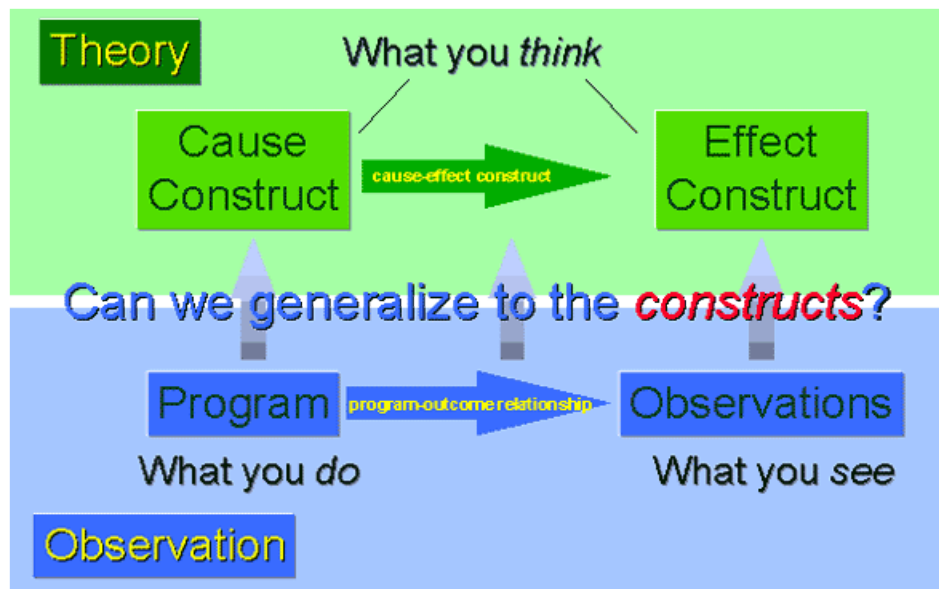 Theory
What you think
Cause
Construct
cause-effect construct
Effect
Construct
Can we generalize to the constructs?
Program
program-outcome relationship
Observations
What you do
What you see
Observation